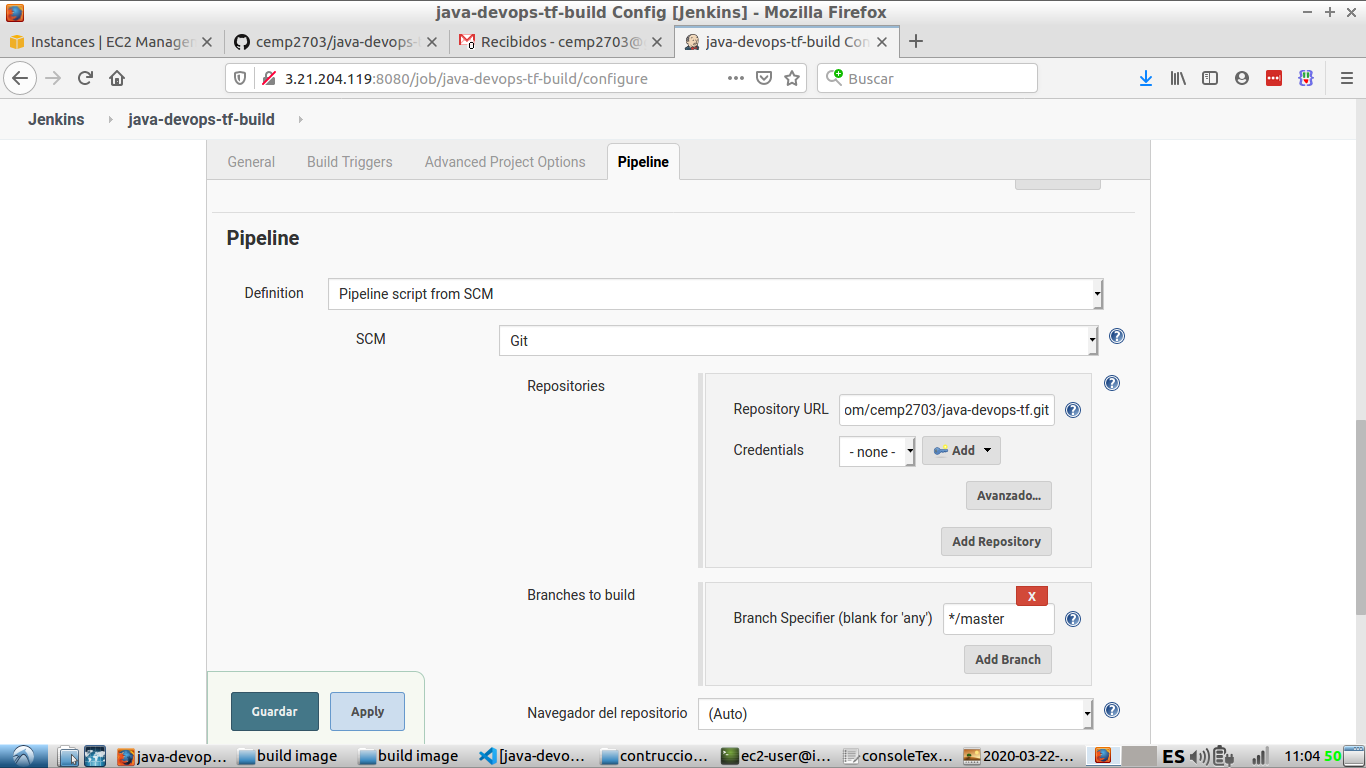 java-devops-tf-build Config [Jenkins] - Mozilla Firefox
Instances | EC2 Manager
cemp2703/java-devops-
Recibidos - cemp2703@
java-devops-tf-build Con
3.21.204.119:8080/job/java-devops-tf-build/configure
Buscar
Jenkins
java-devops-tf-build
General
Build Triggers
Advanced Project Options
Pipeline
Pipeline
Definition
Pipeline script from SCM
SCM
Git
Repositories
Repository URL
om/cemp2703/java-devops-tf.git
Credentials
- none -
Add
Avanzado...
Add Repository
Branches to build
X
Branch Specifier (blank for 'any')
*/master
Add Branch
Guardar
Apply
Navegador del repositorio
(Auto)
java-devop...
build image
build image
[java-devo...
contruccio...
ec2-user@i...
consoleTex...
2020-03-22-...
ES
11:04
50